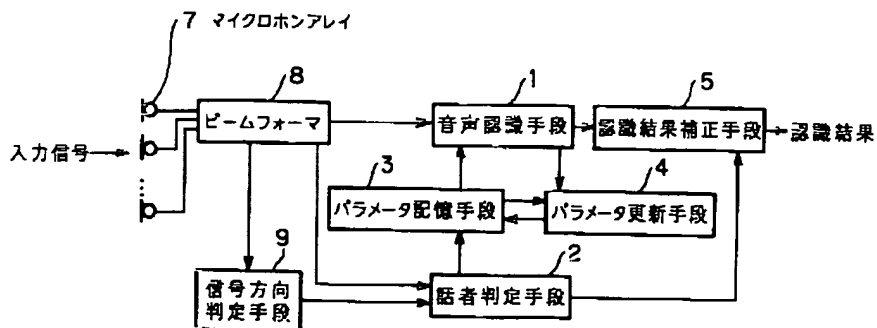 7 マイクロホンアレイ
8
ビームフォーマ
1
音声認識手段
5
認識結果補正手段
認識結果
入力信号
3
パラメータ記憶手段
4
パラメータ更新手段
9
信号方向
判定手段
2
話者判定手段